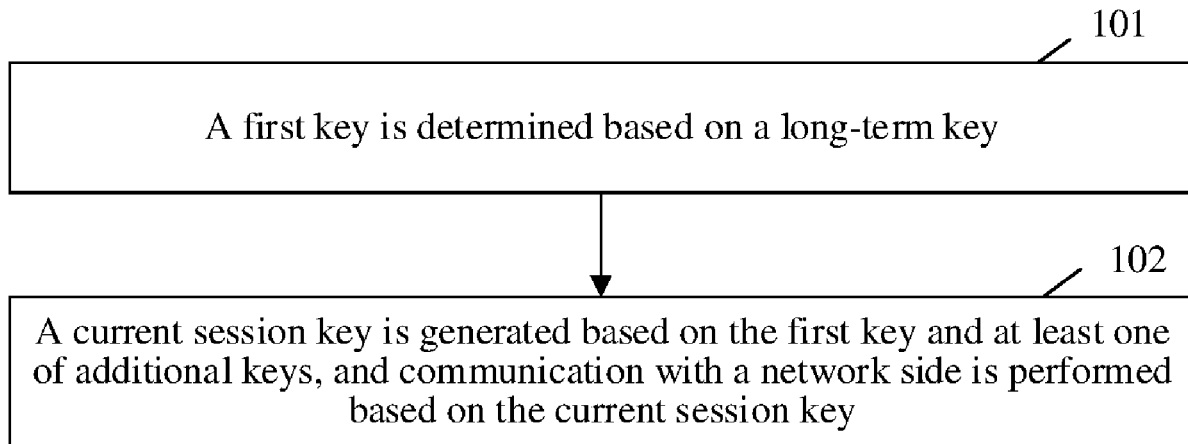 101
A first key is determined based on a long-term key
102
A current session key is generated based on the first key and at least one
of additional keys, and communication with a network side is performed
based on the current session key